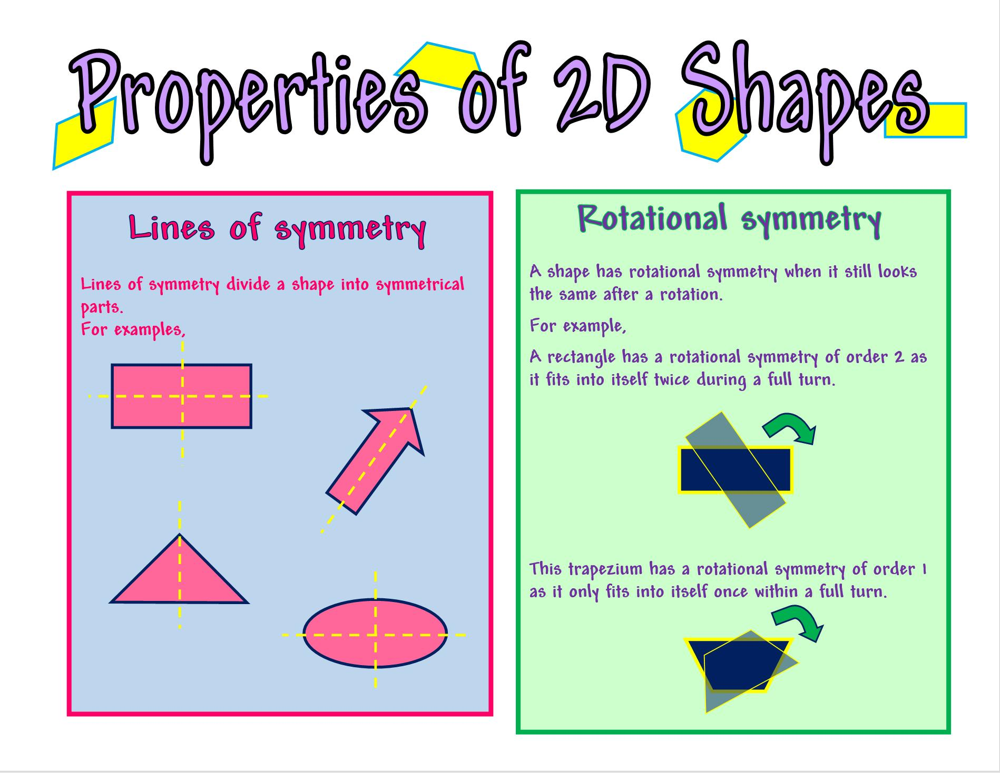 Properties of 2D Shapes
Lines of symmetry
Lines of symmetry divide a shape into symmetrical
parts.
For examples,
Rotational symmetry
A shape has rotational symmetry when it still looks
the same after a rotation.
For example,
A rectangle has a rotational symmetry of order 2 as
it fits into itself twice during a full turn.
This trapezium has a rotational symmetry of order 1
as it only fits into itself once within a full turn.